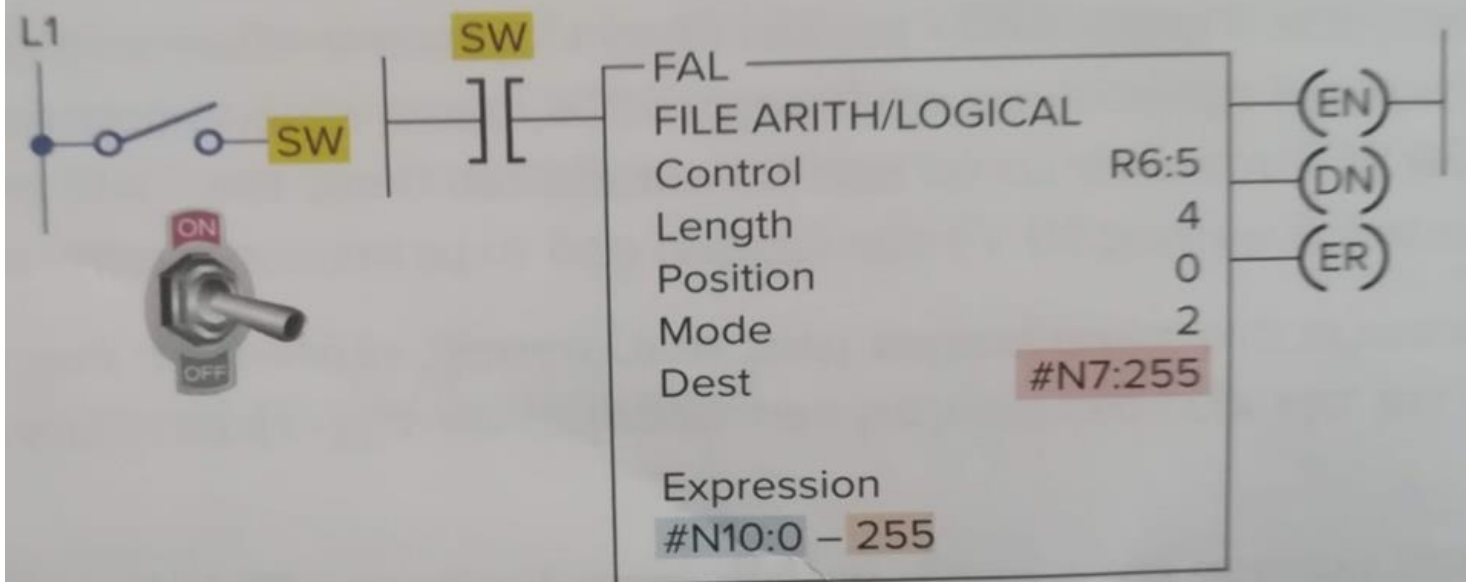 L1
SW
SW
ON
OFF
FAL
FILE ARITH/LOGICAL
Control R6:5
Length 4
Position 0
Mode 2
Dest #N7:255
Expression
#N10:0 – 255
EN
DN
ER